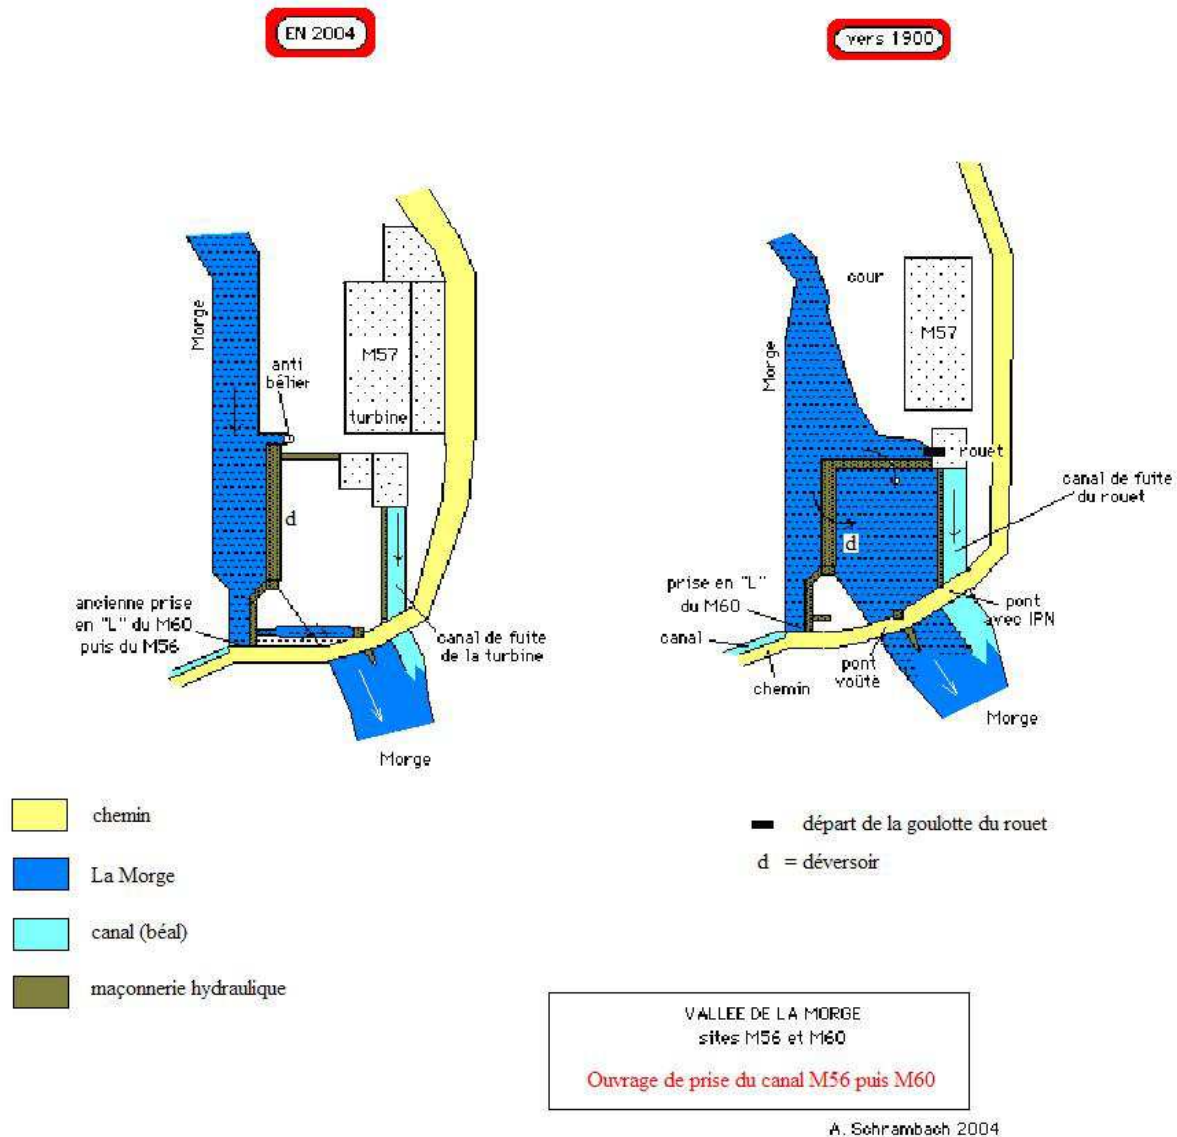 EN 2004
vers 1900
Morge
anti
bélier
M57
turbine
d
ancienne prise
en "L" du M60
puis du M56
canal de fuite
de la turbine
Morge
cour
M57
Morge
rouet
canal de fuite
du rouet
d
prise en "L"
du M60
canal
chemin
pont
voûté
pont
avec IPN
Morge
chemin
La Morge
canal (béal)
maçonnerie hydraulique
départ de la goulotte du rouet
d = déversoir
VALLEE DE LA MORGE
sites M56 et M60
Ouvrage de prise du canal M56 puis M60
A. Schrambach 2004